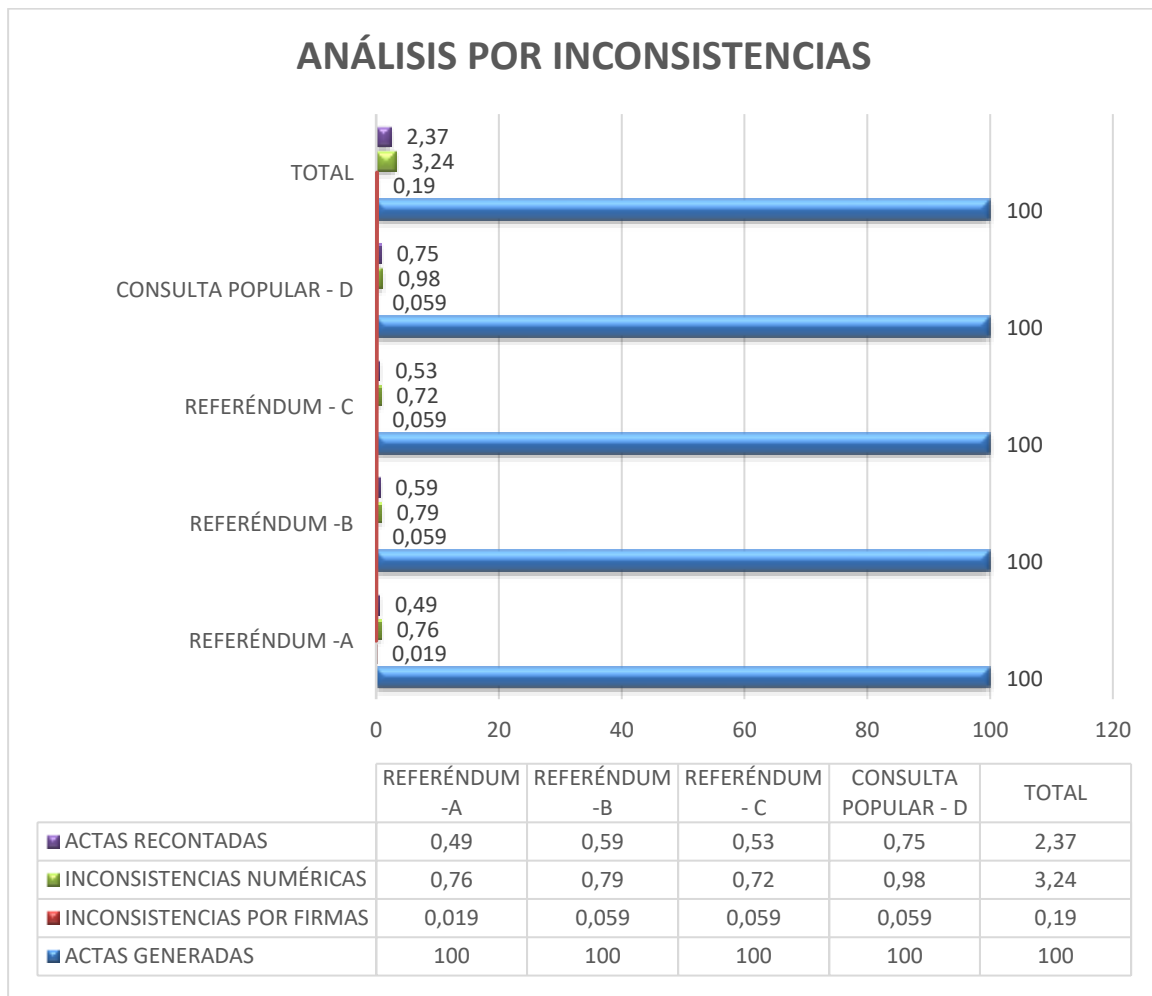 ANÁLISIS POR INCONSISTENCIAS
2,37
3,24
TOTAL
0,19
100
0,75
0,98
CONSULTA POPULAR - D
0,059
100
0,53
0,72
REFERÉNDUM - C
0,059
100
0,59
0,79
REFERÉNDUM -B
0,059
100
0,49
0,76
REFERÉNDUM -A
0,019
100
0 20 40 60 80 100 120
REFERÉNDUM REFERÉNDUM REFERÉNDUM CONSULTA TOTAL
-A -B - C POPULAR - D
ACTAS RECONTADAS 0,49 0,59 0,53 0,75 2,37
INCONSISTENCIAS NUMÉRICAS 0,76 0,79 0,72 0,98 3,24
INCONSISTENCIAS POR FIRMAS 0,019 0,059 0,059 0,059 0,19
ACTAS GENERADAS 100 100 100 100 100